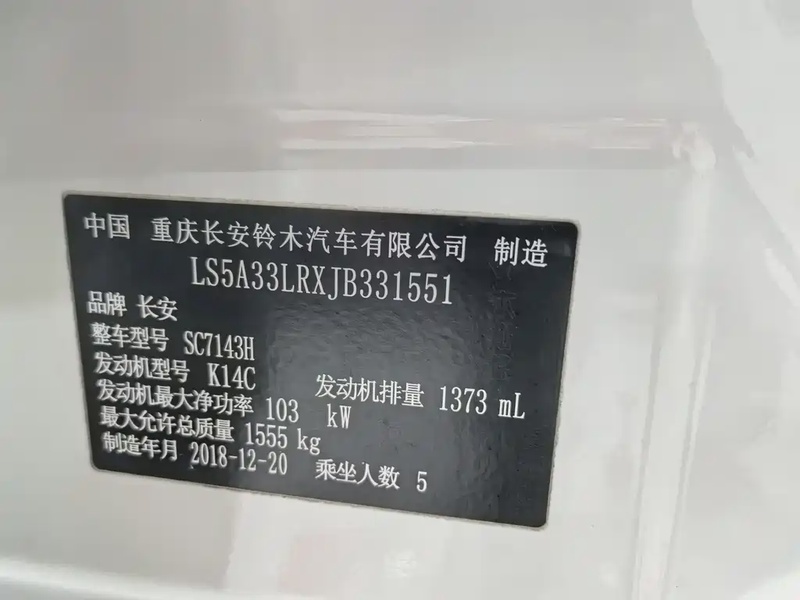 中国 重庆长安铃木汽车有限公司 制造
LS5A33LRXJB331551
品牌 长安
整车型号 SC7143H
发动机型号 K14C 发动机排量 1373 mL
发动机最大净功率 103 kW
最大允许总质量 1555 kg
制造年月 2018-12-20 乘坐人数 5